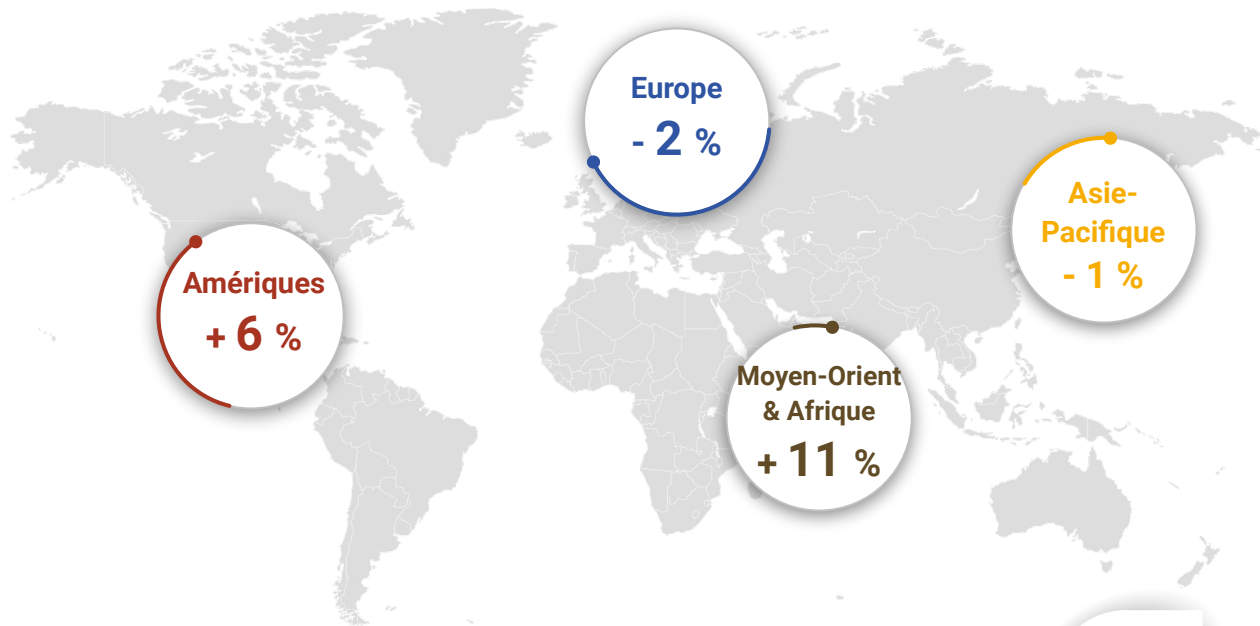 Europe
- 2 %
Asie-
Pacifique
- 1 %
Amériques
+ 6 %
Moyen-Orient
& Afrique
+ 11 %